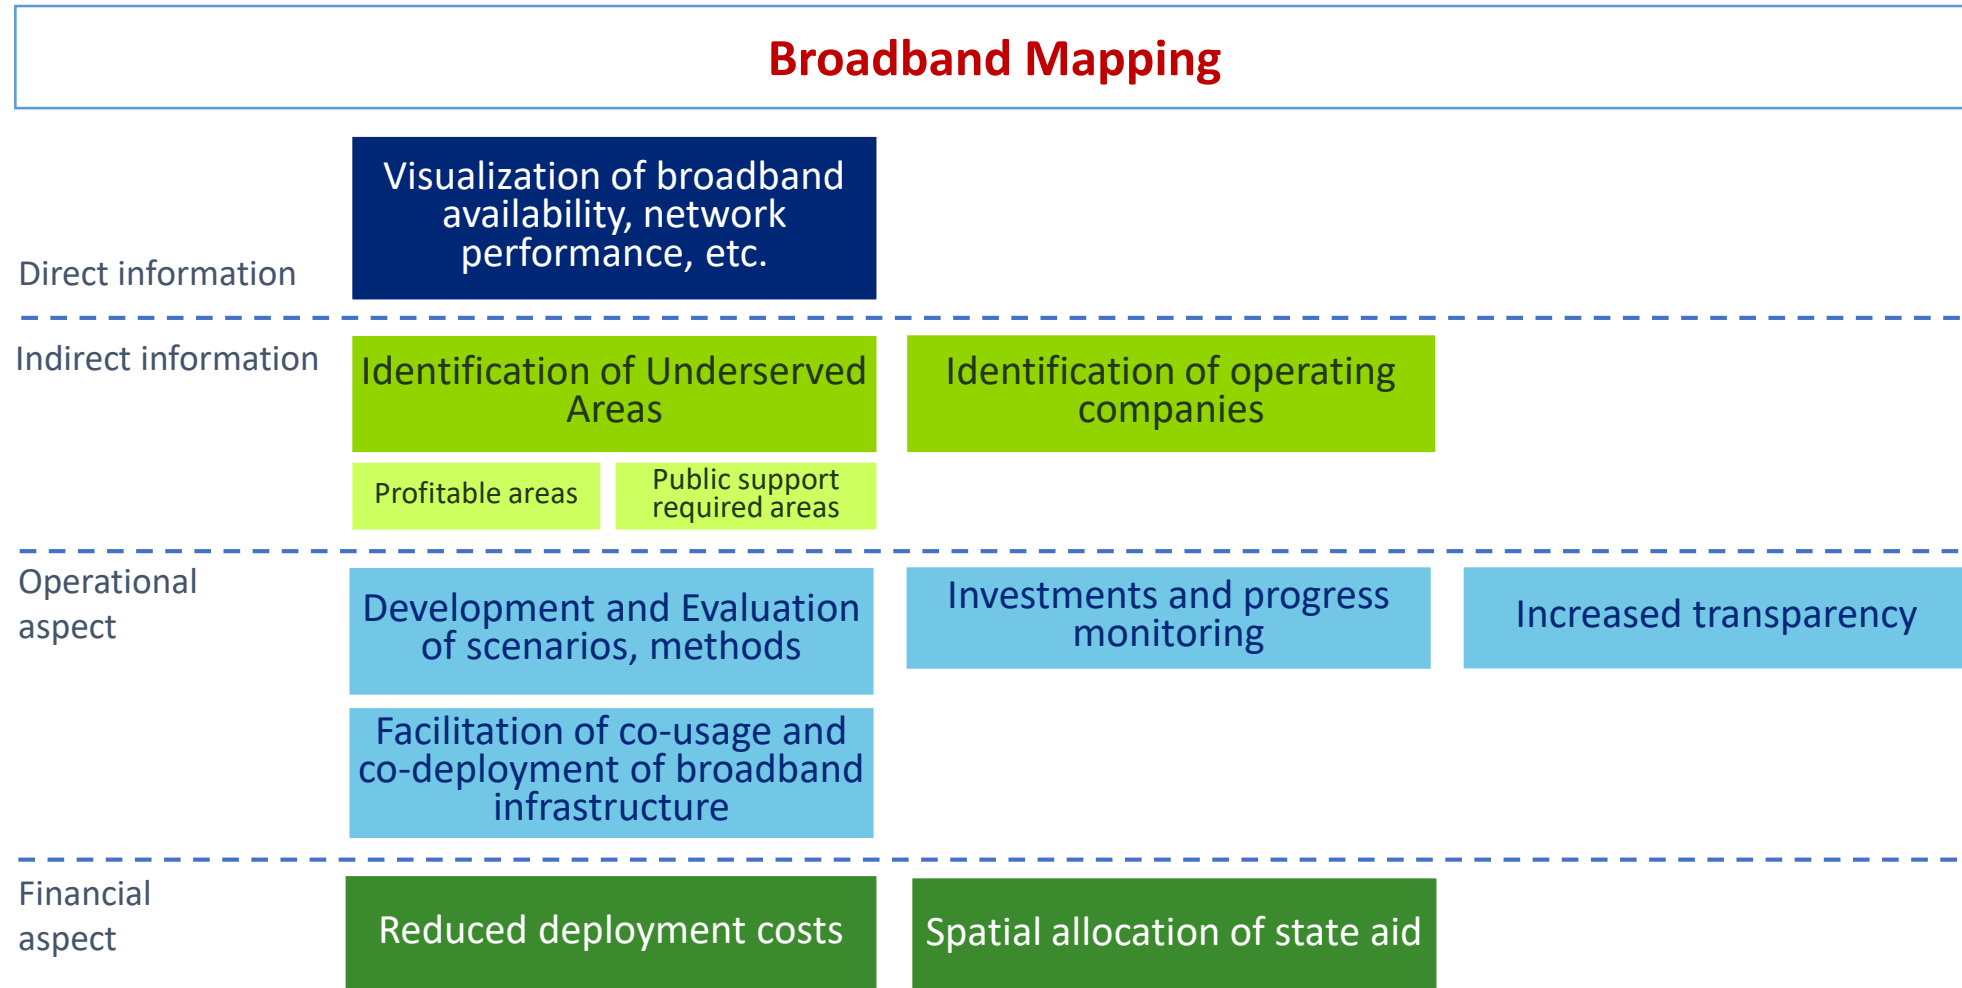 Broadband Mapping
Direct information
Visualization of broadband
availability, network
performance, etc.
Indirect information
Identification of Underserved
Areas
Identification of operating
companies
Profitable areas
Public support
required areas
Operational
aspect
Development and Evaluation
of scenarios, methods
Investments and progress
monitoring
Increased transparency
Facilitation of co-usage and
co-deployment of broadband
infrastructure
Financial
aspect
Reduced deployment costs
Spatial allocation of state aid